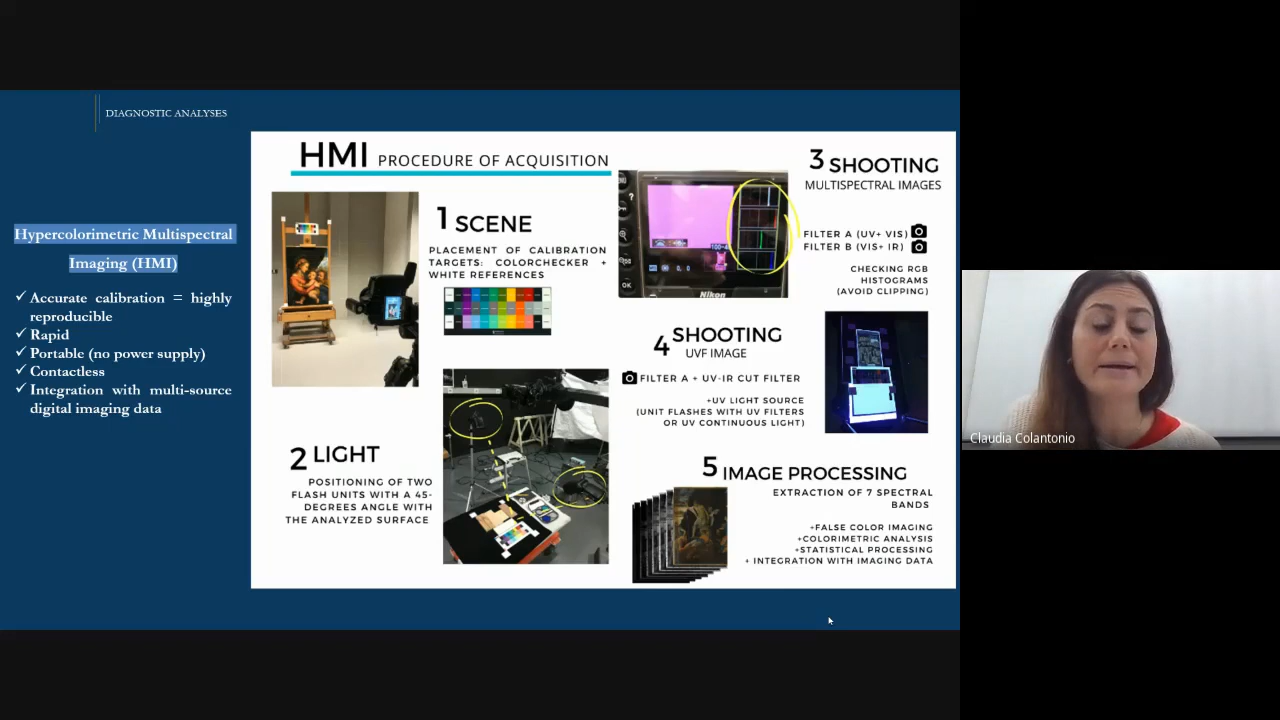 DIAGNOSTIC ANALYSES
Hypercolorimetric Multispectral
Imaging (HMI)
✓ Accurate calibration = highly
reproducible
✓ Rapid
✓ Portable (no power supply)
✓ Contactless
✓ Integration with multi-source
digital imaging data
HMI PROCEDURE OF ACQUISITION
1 SCENE
PLACEMENT OF CALIBRATION
TARGETS: COLORCHECKER +
WHITE REFERENCES
2 LIGHT
POSITIONING OF TWO
FLASH UNITS WITH A 45-
DEGREES ANGLE WITH
THE ANALYZED SURFACE
3 SHOOTING
MULTISPECTRAL IMAGES
FILTER A (UV+ VIS)
FILTER B (VIS+ IR)
CHECKING RGB
HISTOGRAMS
(AVOID CLIPPING)
OK
Nikon
4 SHOOTING
UVF IMAGE
FILTER A + UV-IR CUT FILTER
+UV LIGHT SOURCE
(UNIT FLASHES WITH UV FILTERS
OR UV CONTINUOUS LIGHT)
5 IMAGE PROCESSING
EXTRACTION OF 7 SPECTRAL
BANDS
+FALSE COLOR IMAGING
+COLORIMETRIC ANALYSIS
+STATISTICAL PROCESSING
+ INTEGRATION WITH IMAGING DATA
Claudia Colantonio